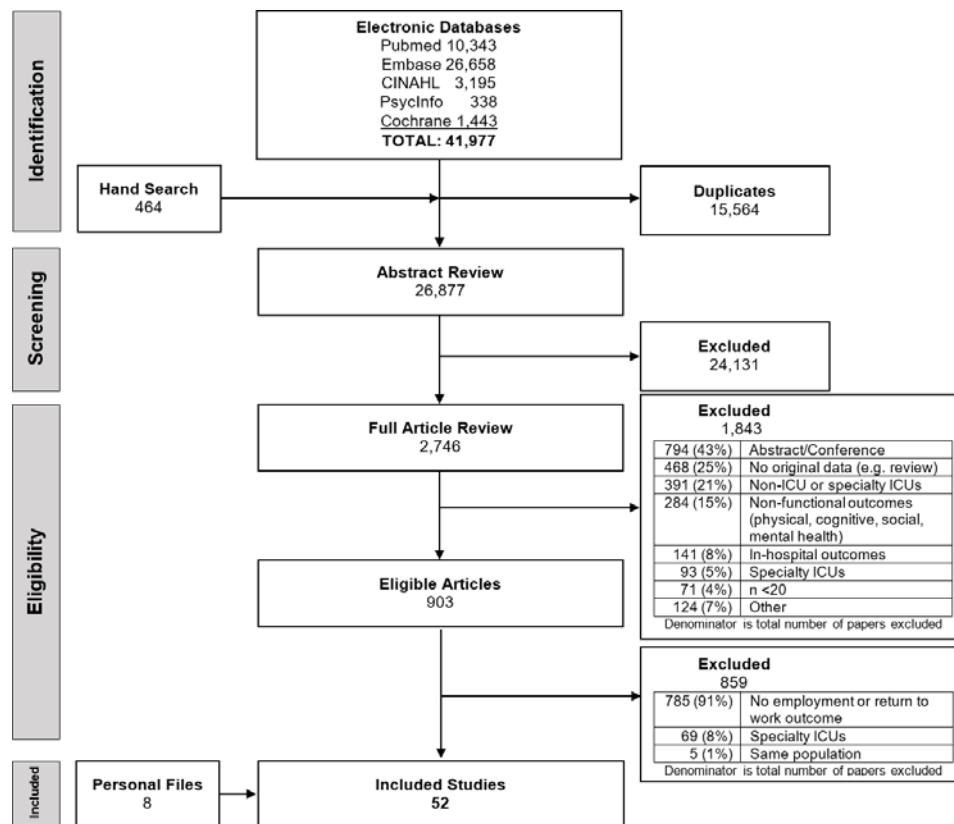 Identification
Electronic Databases
Pubmed 10,343
Embase 26,658
CINAHL 3,195
PsycInfo 338
Cochrane 1,443
TOTAL: 41,977
Hand Search
464
Duplicates
15,564
Screening
Abstract Review
26,877
Excluded
24,131
Eligibility
Full Article Review
2,746
Excluded
1,843
794 (43%) Abstract/Conference
468 (25%) No original data (e.g. review)
391 (21%) Non-ICU or specialty ICUs
284 (15%) Non-functional outcomes
(physical, cognitive, social,
mental health)
141 (8%) In-hospital outcomes
93 (5%) Specialty ICUs
71 (4%) n <20
124 (7%) Other
Denominator is total number of papers excluded
Eligible Articles
903
Excluded
859
785 (91%) No employment or return to
work outcome
69 (8%) Specialty ICUs
5 (1%) Same population
Denominator is total number of papers excluded
Included
Personal Files
8
Included Studies
52